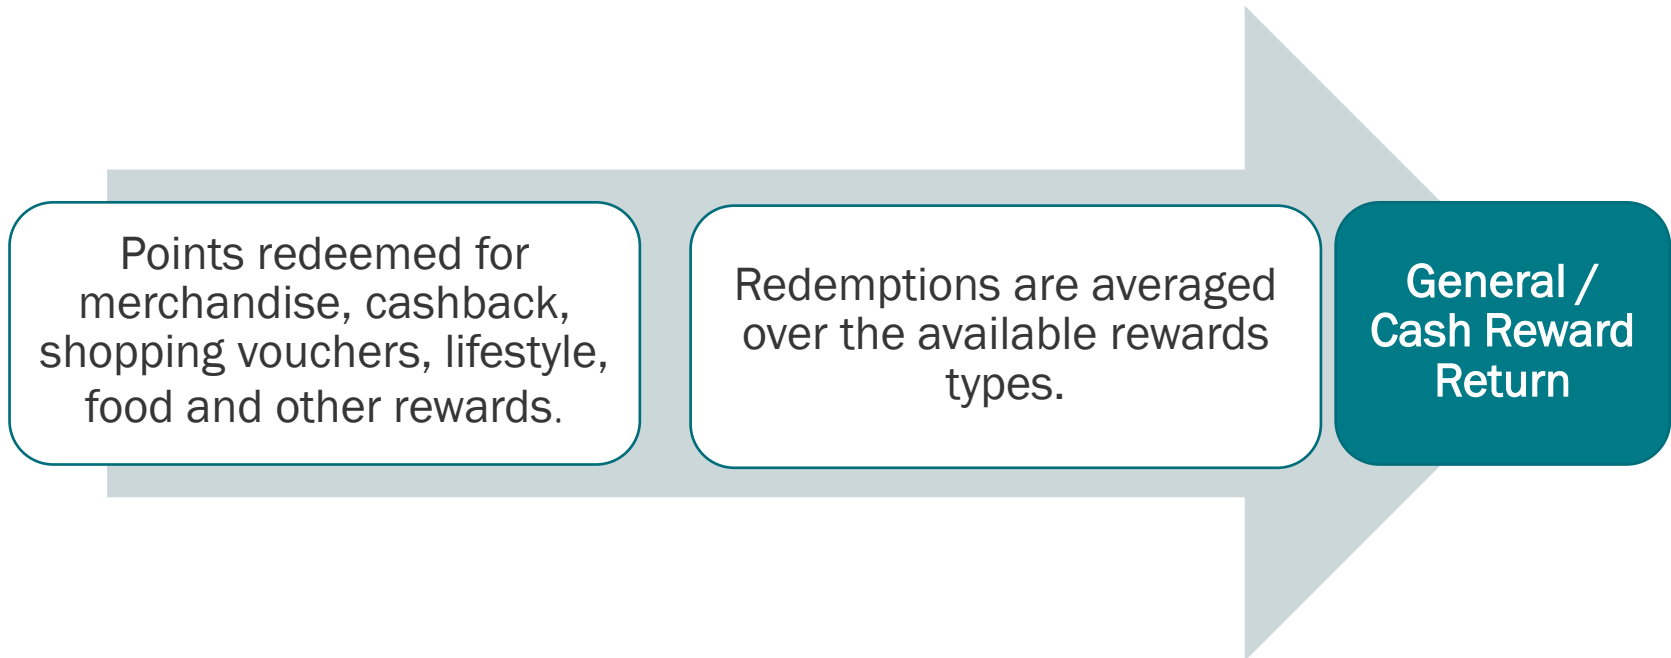 Points redeemed for
merchandise, cashback,
shopping vouchers, lifestyle,
food and other rewards.
Redemptions are averaged
over the available rewards
types.
General /
Cash Reward
Return